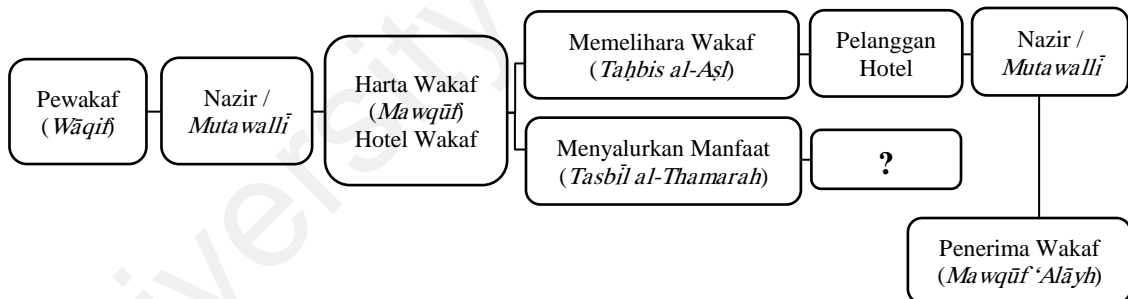 Pewakaf
(Wāqif)
Nazir /
Mutawallī
Harta Wakaf
(Mawqūf)
Hotel Wakaf
Memelihara Wakaf
(Taḥbis al-Aṣl)
Pelanggan
Hotel
Nazir /
Mutawallī
Menyalurkan Manfaat
(Tasbīl al-Thamarah)
?
Penerima Wakaf
(Mawqūf ‘Alāyh)
iversity